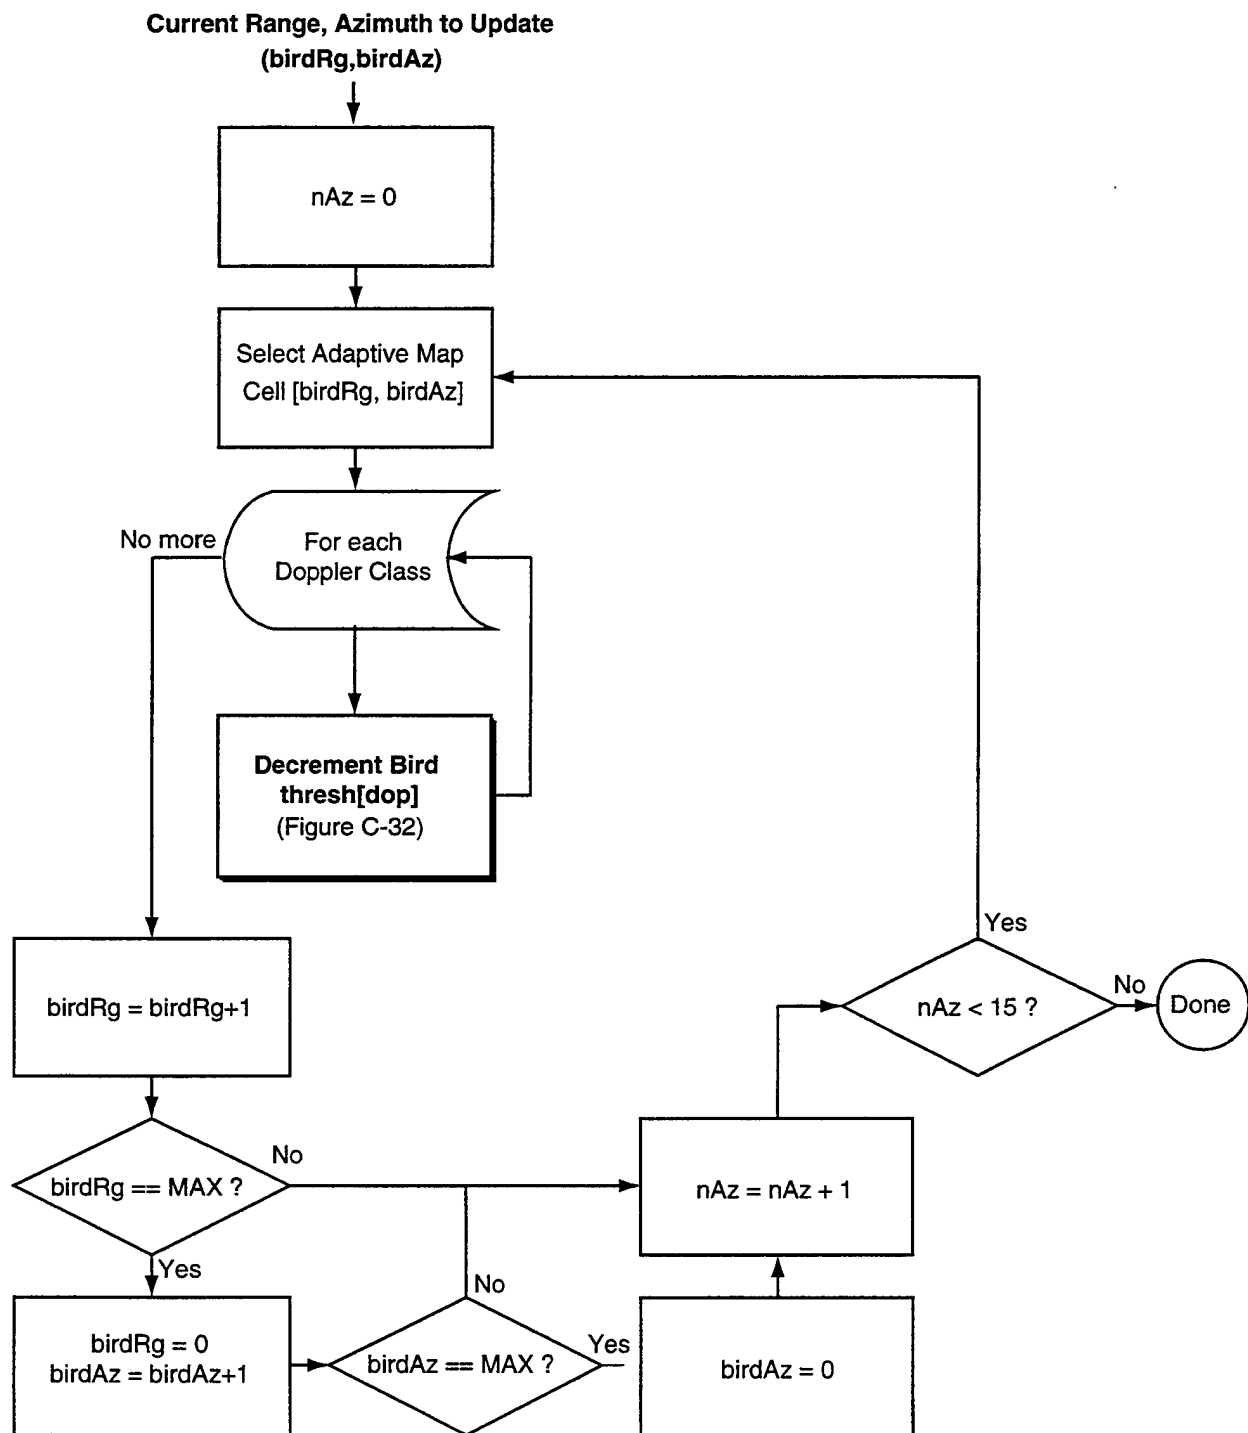 Current Range, Azimuth to Update
(birdRg,birdAz)
nAz = 0
Select Adaptive Map
Cell [birdRg, birdAz]
No more
For each
Doppler Class
Decrement Bird
thresh[dop]
(Figure C-32)
Yes
birdRg = birdRg+1
nAz < 15 ?
No
Done
No
birdRg == MAX ?
nAz = nAz + 1
Yes
No
birdRg = 0
birdAz = birdAz+1
birdAz == MAX ?
Yes
birdAz = 0